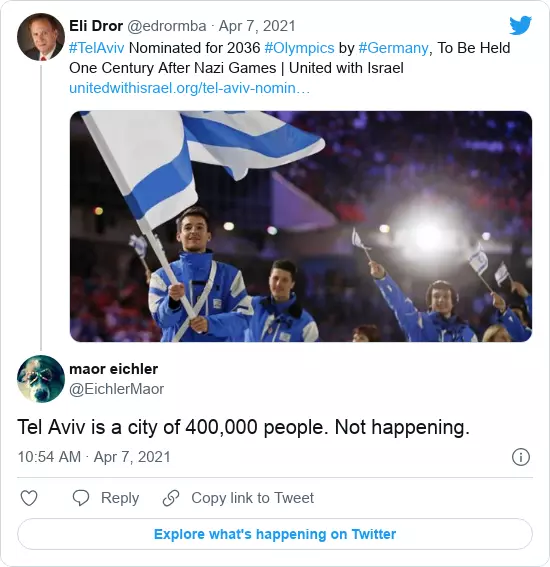 Eli Dror @edrormba · Apr 7, 2021
#TelAviv Nominated for 2036 #Olympics by #Germany, To Be Held
One Century After Nazi Games | United with Israel
unitedwithisrael.org/tel-aviv-nomin…
maor eichler
@EichlerMaor
Tel Aviv is a city of 400,000 people. Not happening.
10:54 AM · Apr 7, 2021
Reply
Copy link to Tweet
Explore what's happening on Twitter